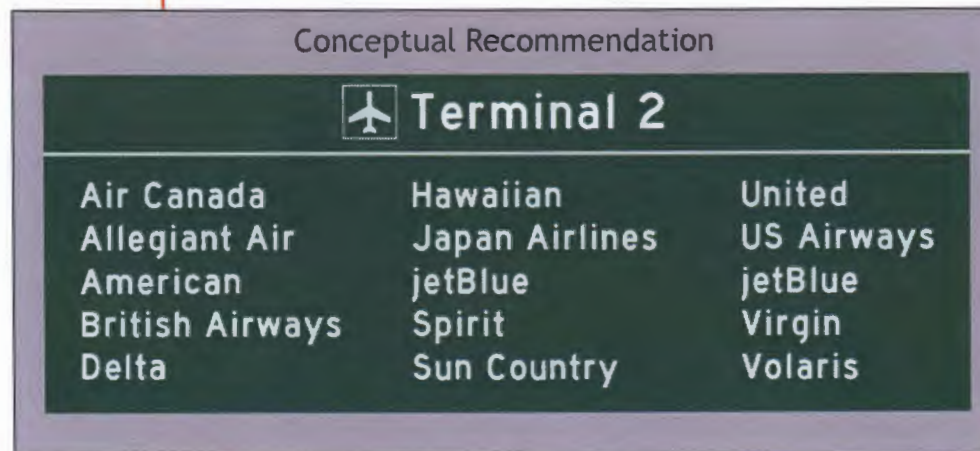 Conceptual Recommendation
Terminal 2
Air Canada
Allegiant Air
American
British Airways
Delta
Hawaiian
Japan Airlines
jetBlue
Spirit
Sun Country
United
US Airways
jetBlue
Virgin
Volaris